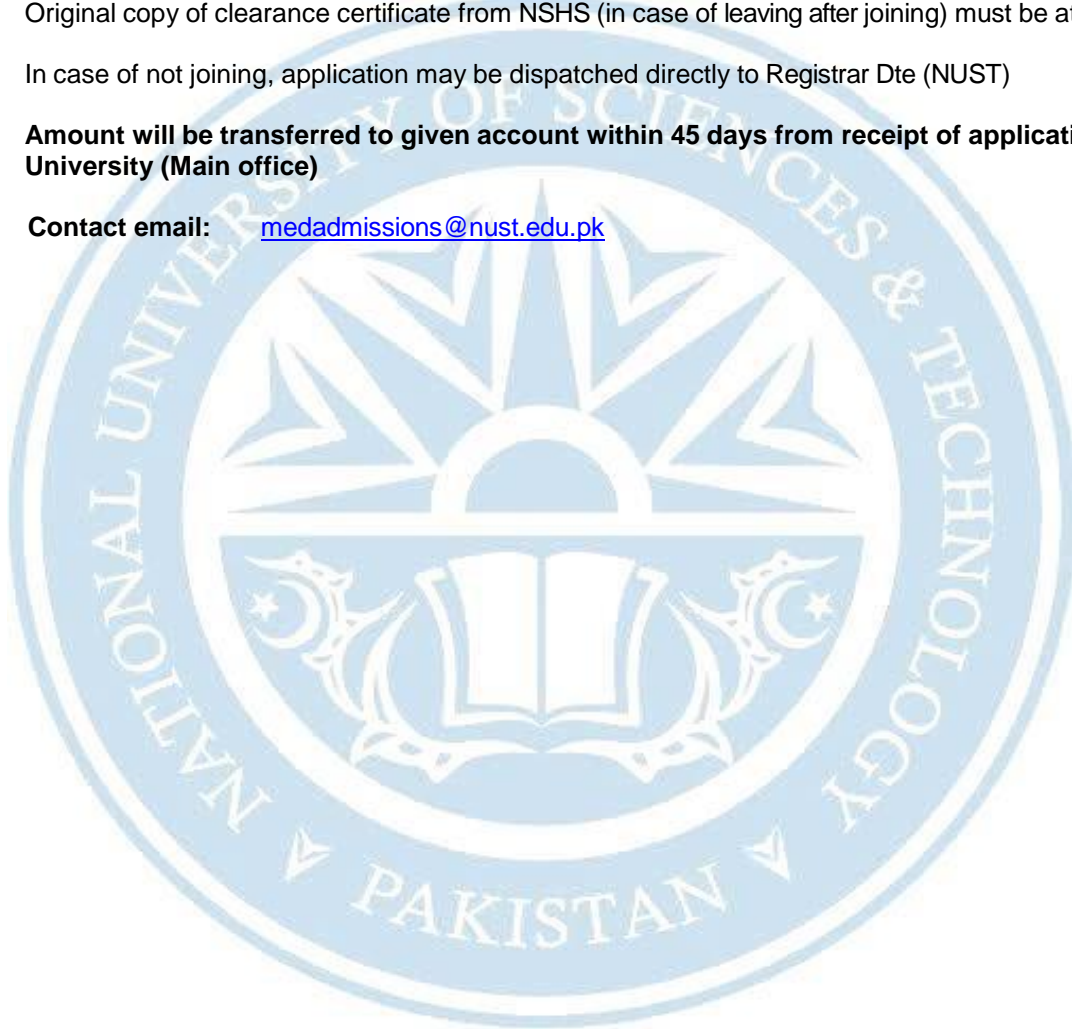 Original copy of clearance certificate from NSHS (in case of leaving after joining) must be at
In case of not joining, application may be dispatched directly to Registrar Dte (NUST)
Amount will be transferred to given account within 45 days from receipt of applicati
University (Main office)
Contact email: medadmissions@nust.edu.pk
NATIONAL UNIVERSITY OF SCIENCES & TECHNOLOGY
PAKISTAN